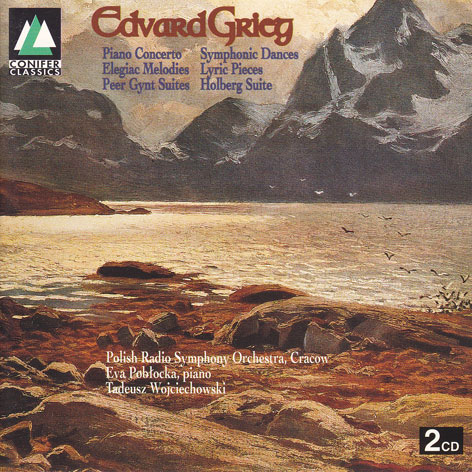 Edvard Grieg
Piano Concerto Symphonic Dances
Elegiac Melodies Lyric Pieces
Peer Gynt Suites Holberg Suite
CONIFER
CLASSICS
Polish Radio Symphony Orchestra, Cracow
Eva Pobłocka, piano
Tadeusz Wojciechowski
2CD